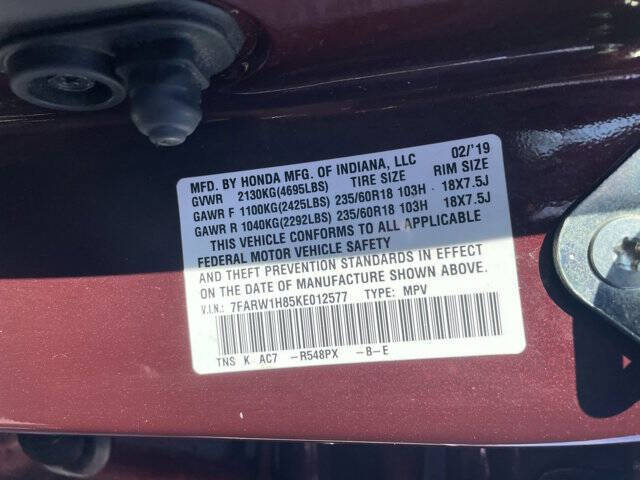 MFD. BY HONDA MFG. OF INDIANA, LLC 02/'19
GVWR 2130KG(4695LBS) TIRE SIZE RIM SIZE
GAWR F 1100KG(2425LBS) 235/60R18 103H - 18X7.5J
GAWR R 1040KG(2292LBS) 235/60R18 103H 18X7.5J
THIS VEHICLE CONFORMS TO ALL APPLICABLE
FEDERAL MOTOR VEHICLE SAFETY
AND THEFT PREVENTION STANDARDS IN EFFECT
ON THE DATE OF MANUFACTURE SHOWN ABOVE.
V.I.N.: 7FARW1H85KE012577 TYPE: MPV
TNS K AC7 -R548PX -B-E